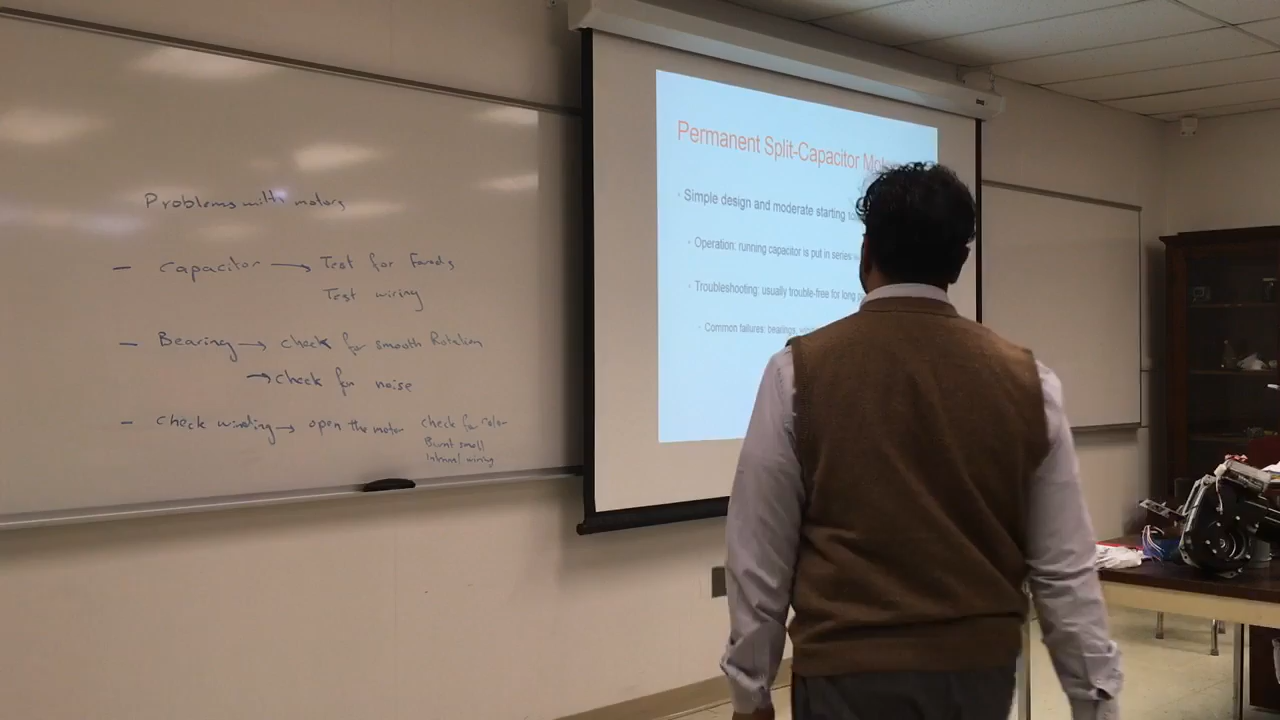 Problems with motors
- Capacitor → Test for Farads
Test wiring
- Bearing → check for smooth Rotation
→ check for noise
- check winding → open the motor check for rotor
Burnt smell
Internal wiring
Permanent Split-Capacitor
• Simple design and moderate starting
• Operation: running capacitor is put in series
• Troubleshooting: usually trouble-free for long
• Common failures: bearings,